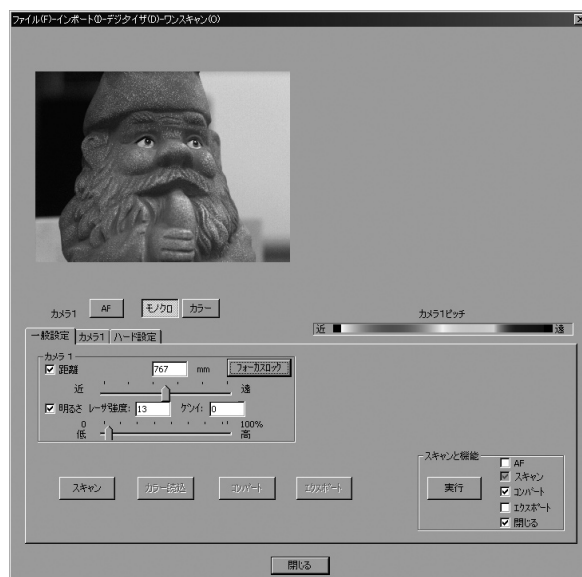 ファイル(F)-インポート(I)-デジタイザ(D)-ワンスキャン(O)
カメラ1 AF モノクロ カラー
カメラ1ピッチ
近 遠
一般設定 カメラ1 ハード設定
カメラ 1
距離 767 mm フォーカスロック
近 遠
明るさ レーザ強度: 13 ゲイン: 0
0 100%
低 高
スキャンと機能
AF
スキャン
コンバート
エクスポート
閉じる
実行
スキャン カラー読込 コンバート エクスポート
閉じる